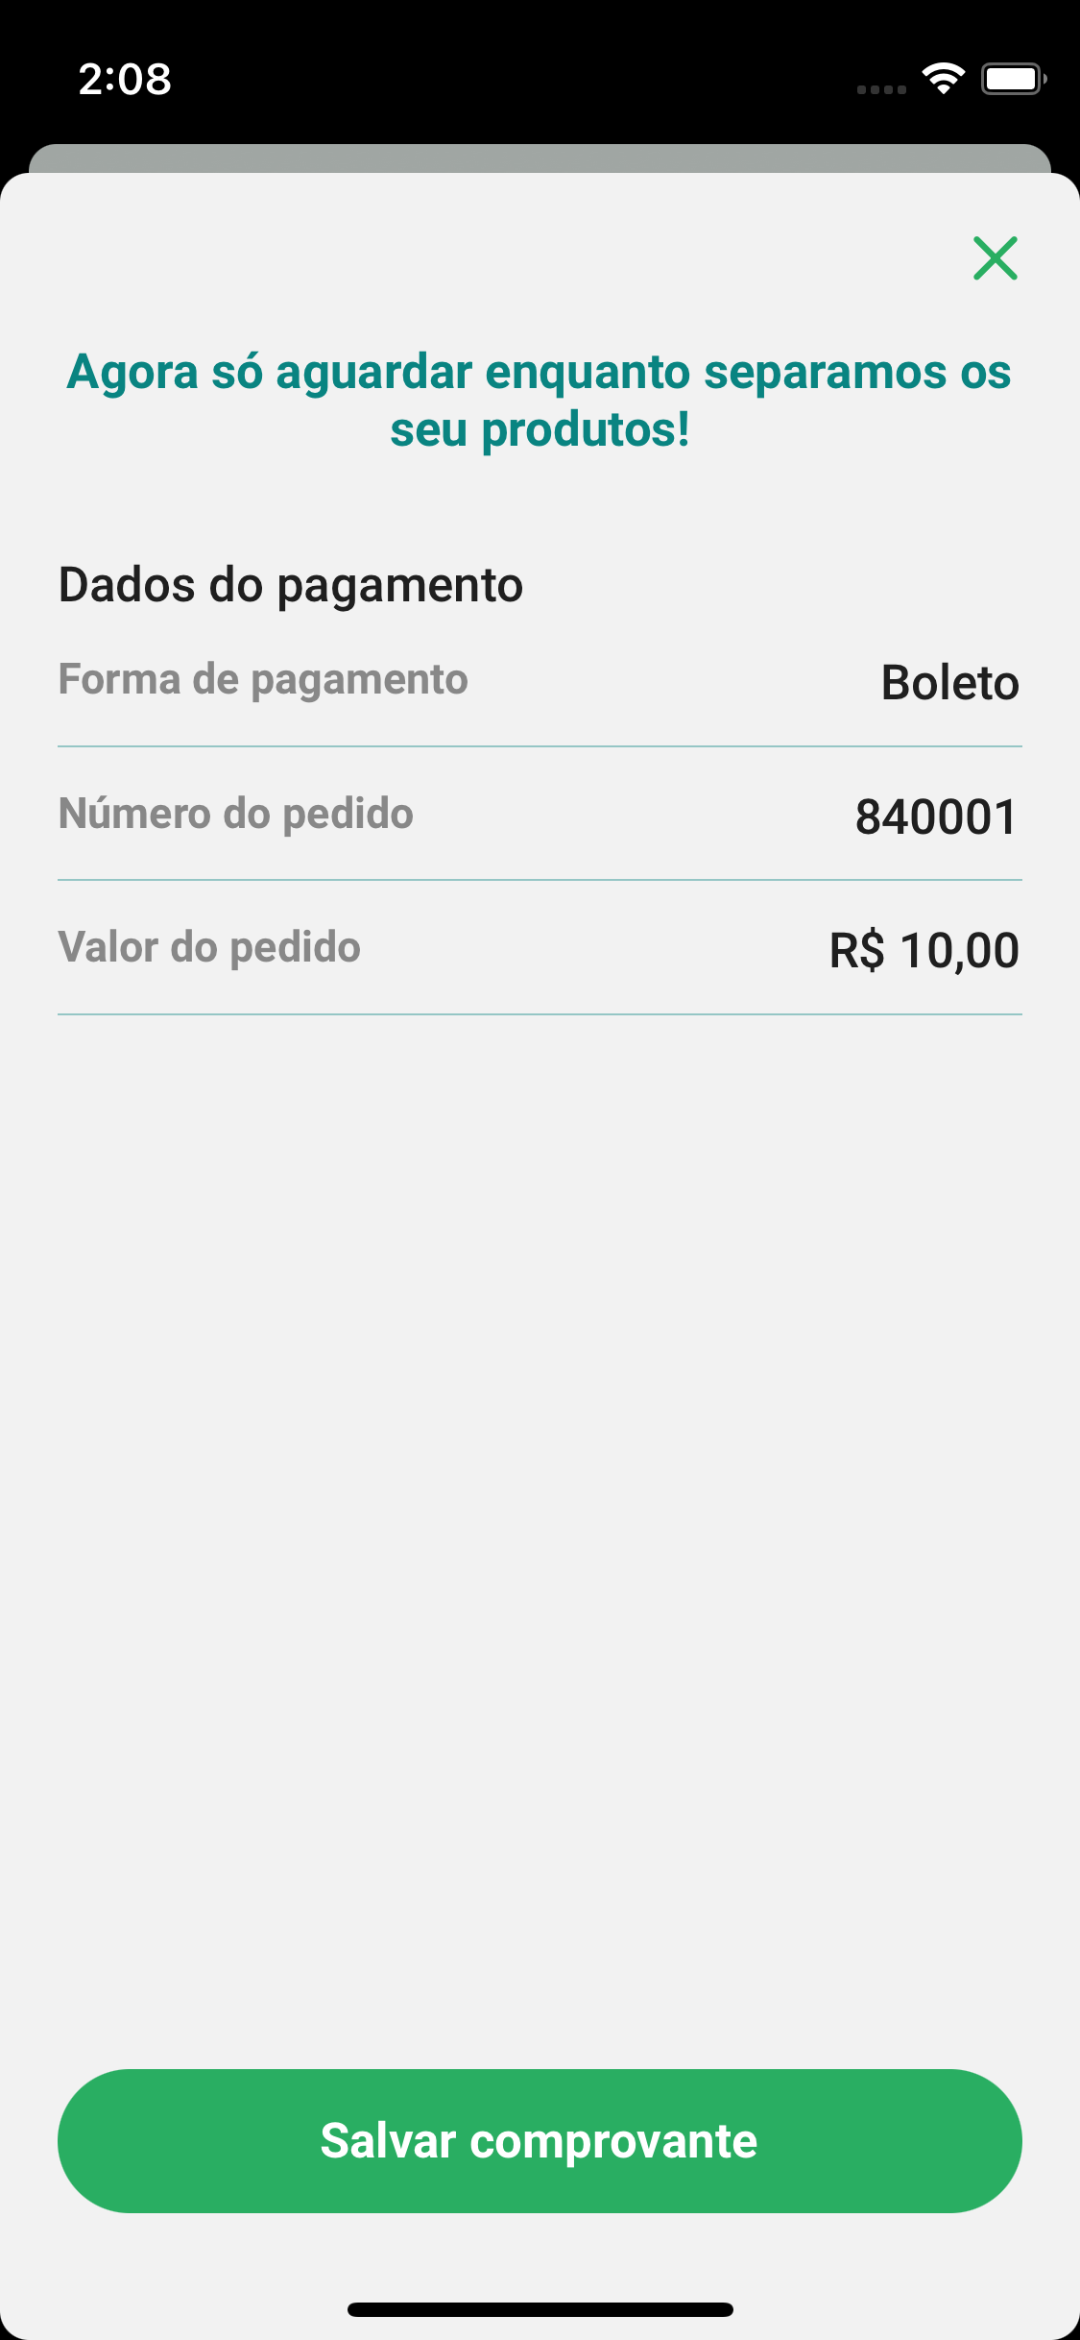 2:08
Agora só aguardar enquanto separamos os
seu produtos!
Dados do pagamento
Forma de pagamento Boleto
Número do pedido 840001
Valor do pedido R$ 10,00
Salvar comprovante